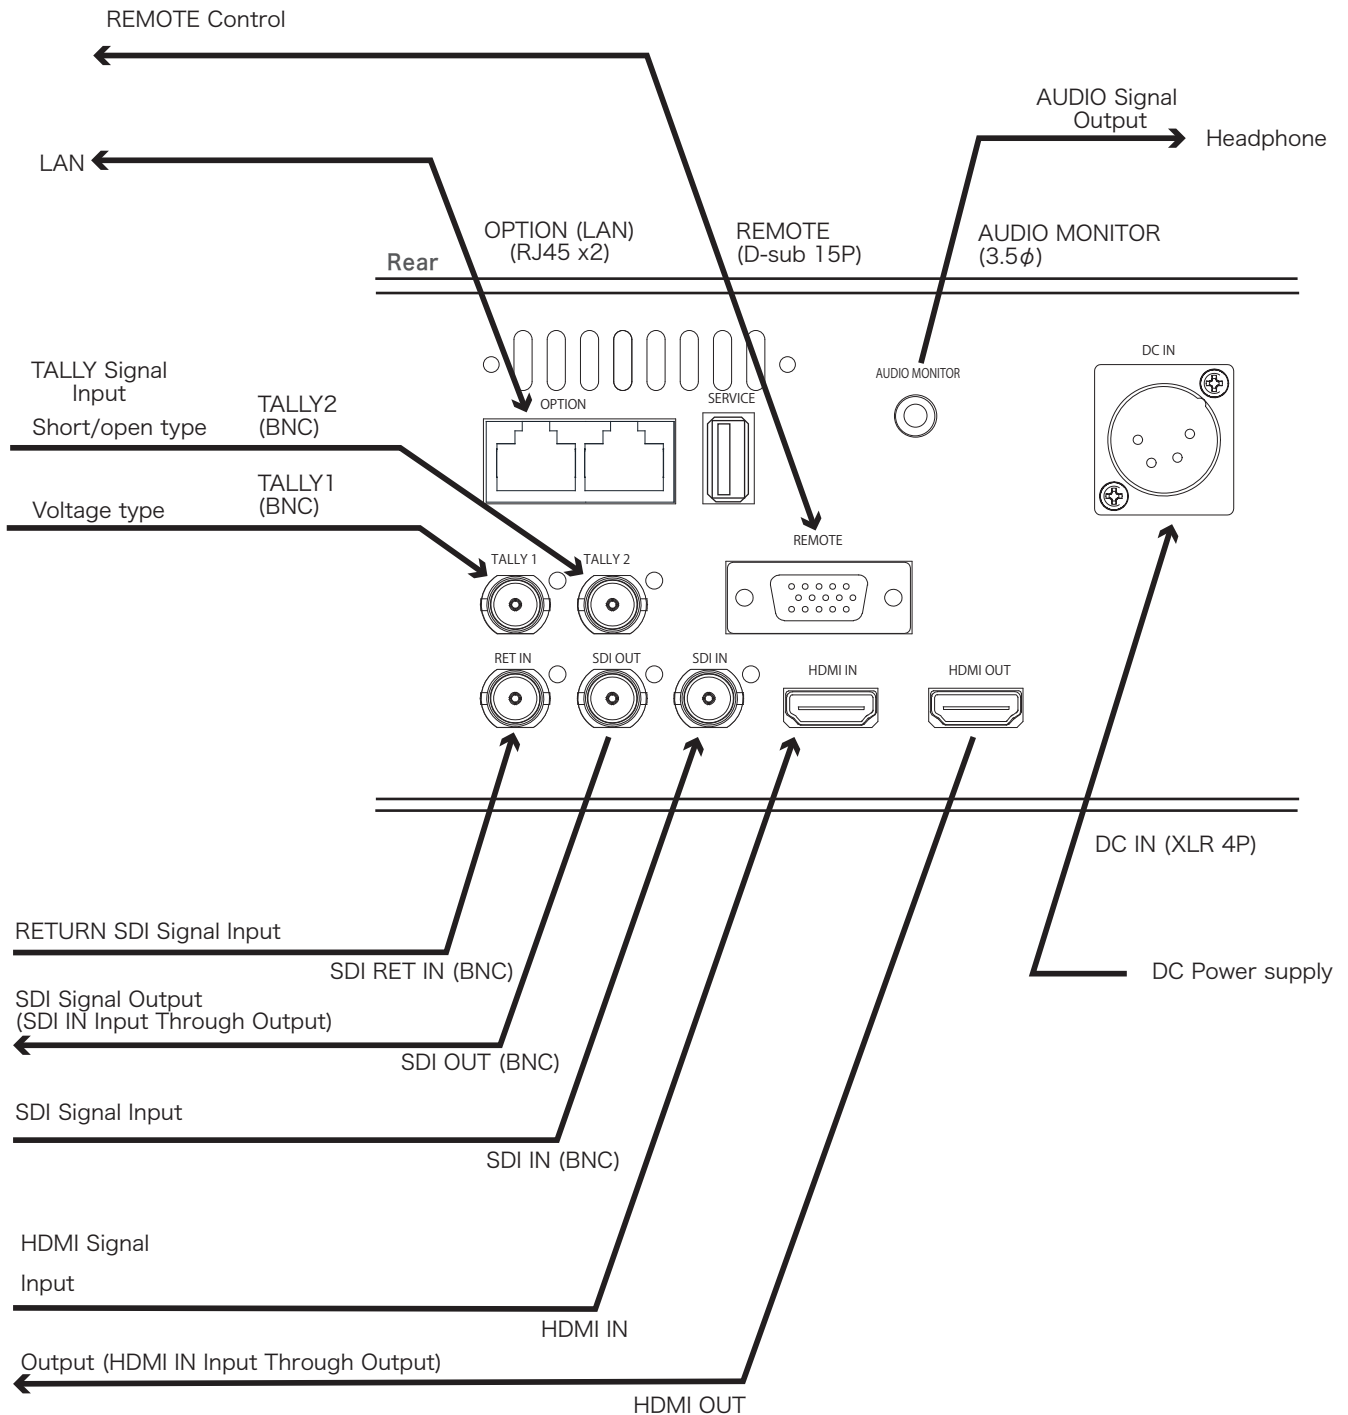 REMOTE Control
AUDIO Signal
Output
Headphone
LAN
OPTION (LAN)
(RJ45 x2)
REMOTE
(D-sub 15P)
AUDIO MONITOR
(3.5φ)
Rear
DC IN
TALLY Signal
Input
Short/open type
TALLY2
(BNC)
AUDIO MONITOR
OPTION
SERVICE
Voltage type
TALLY1
(BNC)
REMOTE
TALLY 1
TALLY 2
RET IN
SDI OUT
SDI IN
HDMI IN
HDMI OUT
DC IN (XLR 4P)
RETURN SDI Signal Input
SDI RET IN (BNC)
DC Power supply
SDI Signal Output
(SDI IN Input Through Output)
SDI OUT (BNC)
SDI Signal Input
SDI IN (BNC)
HDMI Signal
Input
HDMI IN
Output (HDMI IN Input Through Output)
HDMI OUT